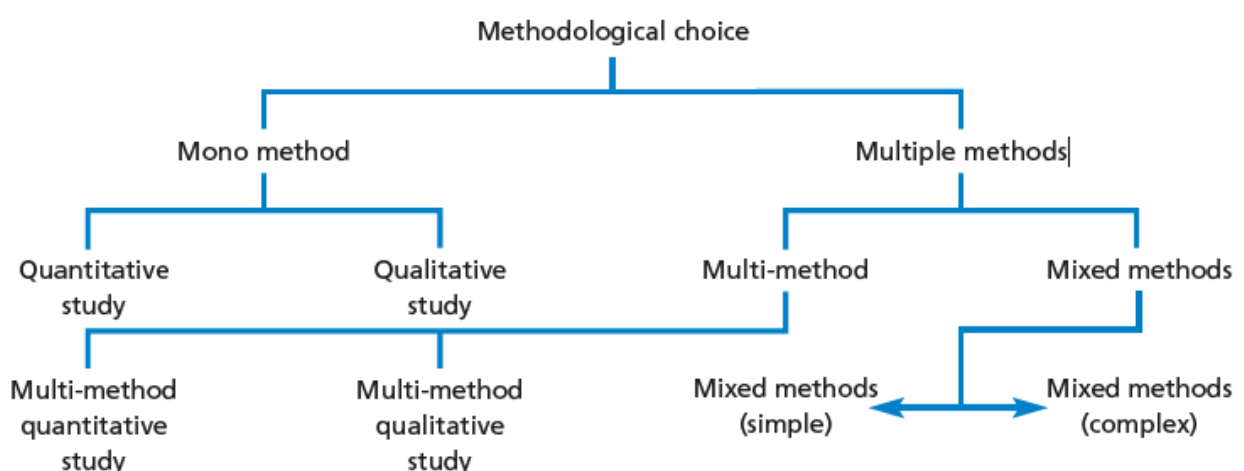 Methodological choice
Mono method
Multiple methods
Quantitative
study
Qualitative
study
Multi-method
Mixed methods
Multi-method
quantitative
study
Multi-method
qualitative
study
Mixed methods
(simple)
Mixed methods
(complex)